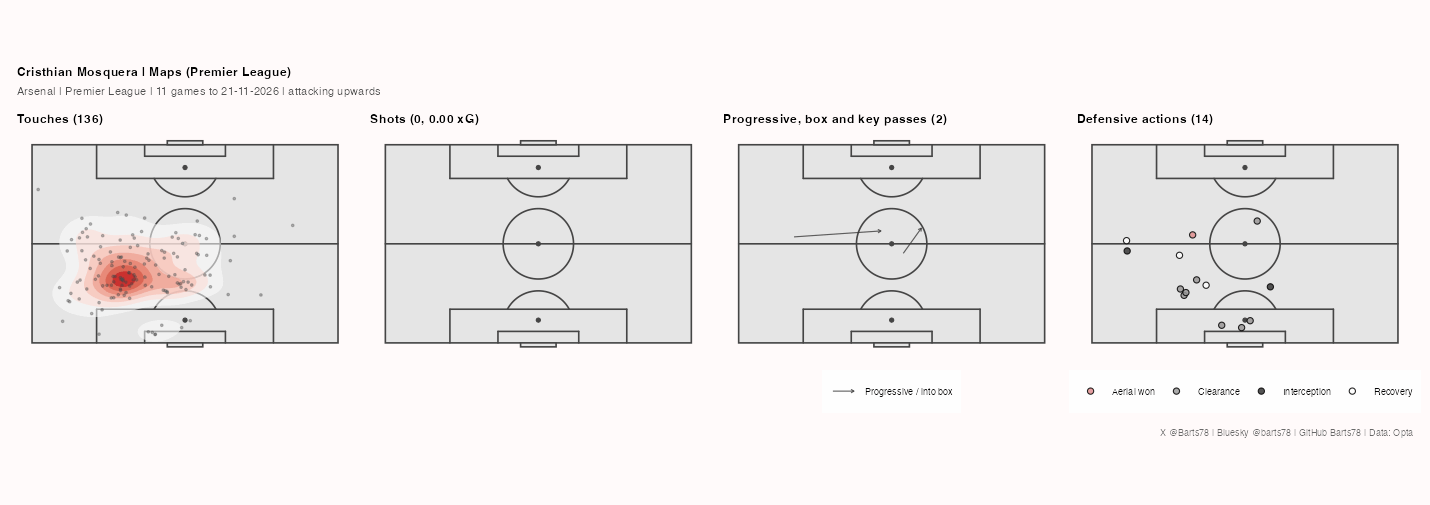 Cristhian Mosquera | Maps (Premier League)
Arsenal | Premier League | 11 games to 21-11-2026 | attacking upwards
Touches (136)
Shots (0, 0.00 xG)
Progressive, box and key passes (2)
Defensive actions (14)
Progressive / into box
Aerial won
Clearance
Interception
Recovery
X @Barts78 | Bluesky @barts78 | GitHub Barts78 | Data: Opta